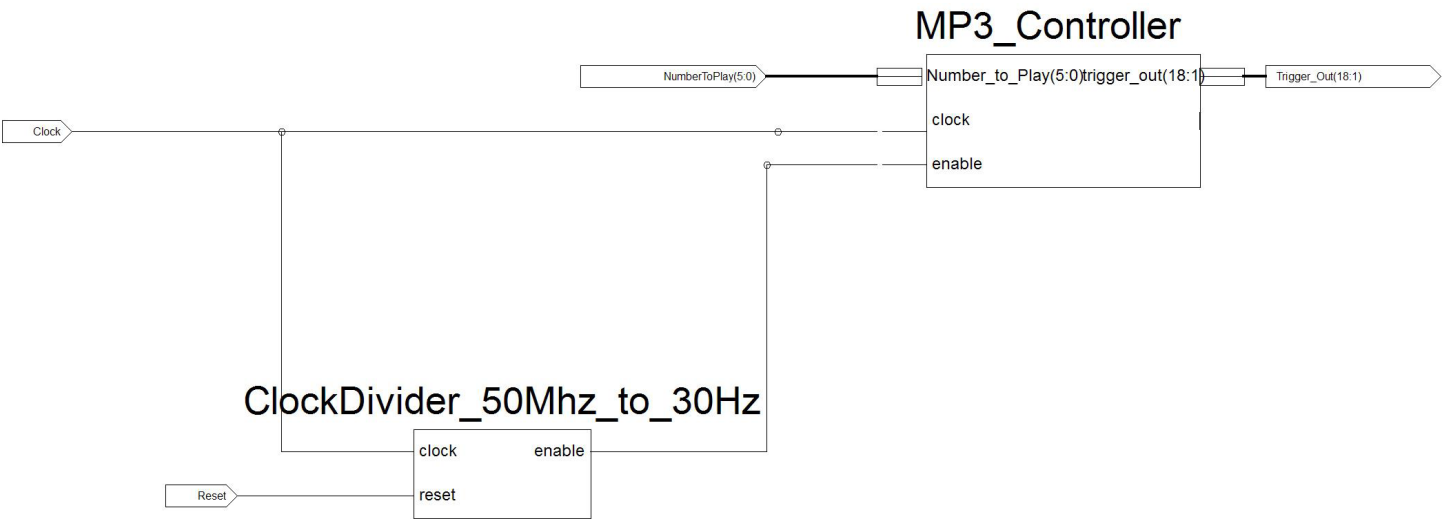 MP3_Controller
NumberToPlay(5:0)
Number_to_Play(5:0)
trigger_out(18:1)
Trigger_Out(18:1)
Clock
clock
enable
ClockDivider_50Mhz_to_30Hz
clock
enable
Reset
reset